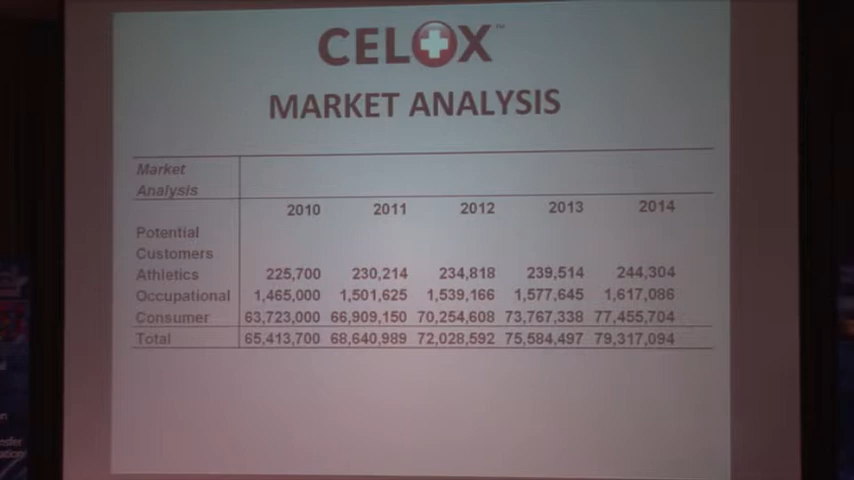 CELOX™
MARKET ANALYSIS
Market
Analysis
2010 2011 2012 2013 2014
Potential
Customers
Athletics 225,700 230,214 234,818 239,514 244,304
Occupational 1,465,000 1,501,625 1,539,166 1,577,645 1,617,086
Consumer 63,723,000 66,909,150 70,254,608 73,767,338 77,455,704
Total 65,413,700 68,640,989 72,028,592 75,584,497 79,317,094